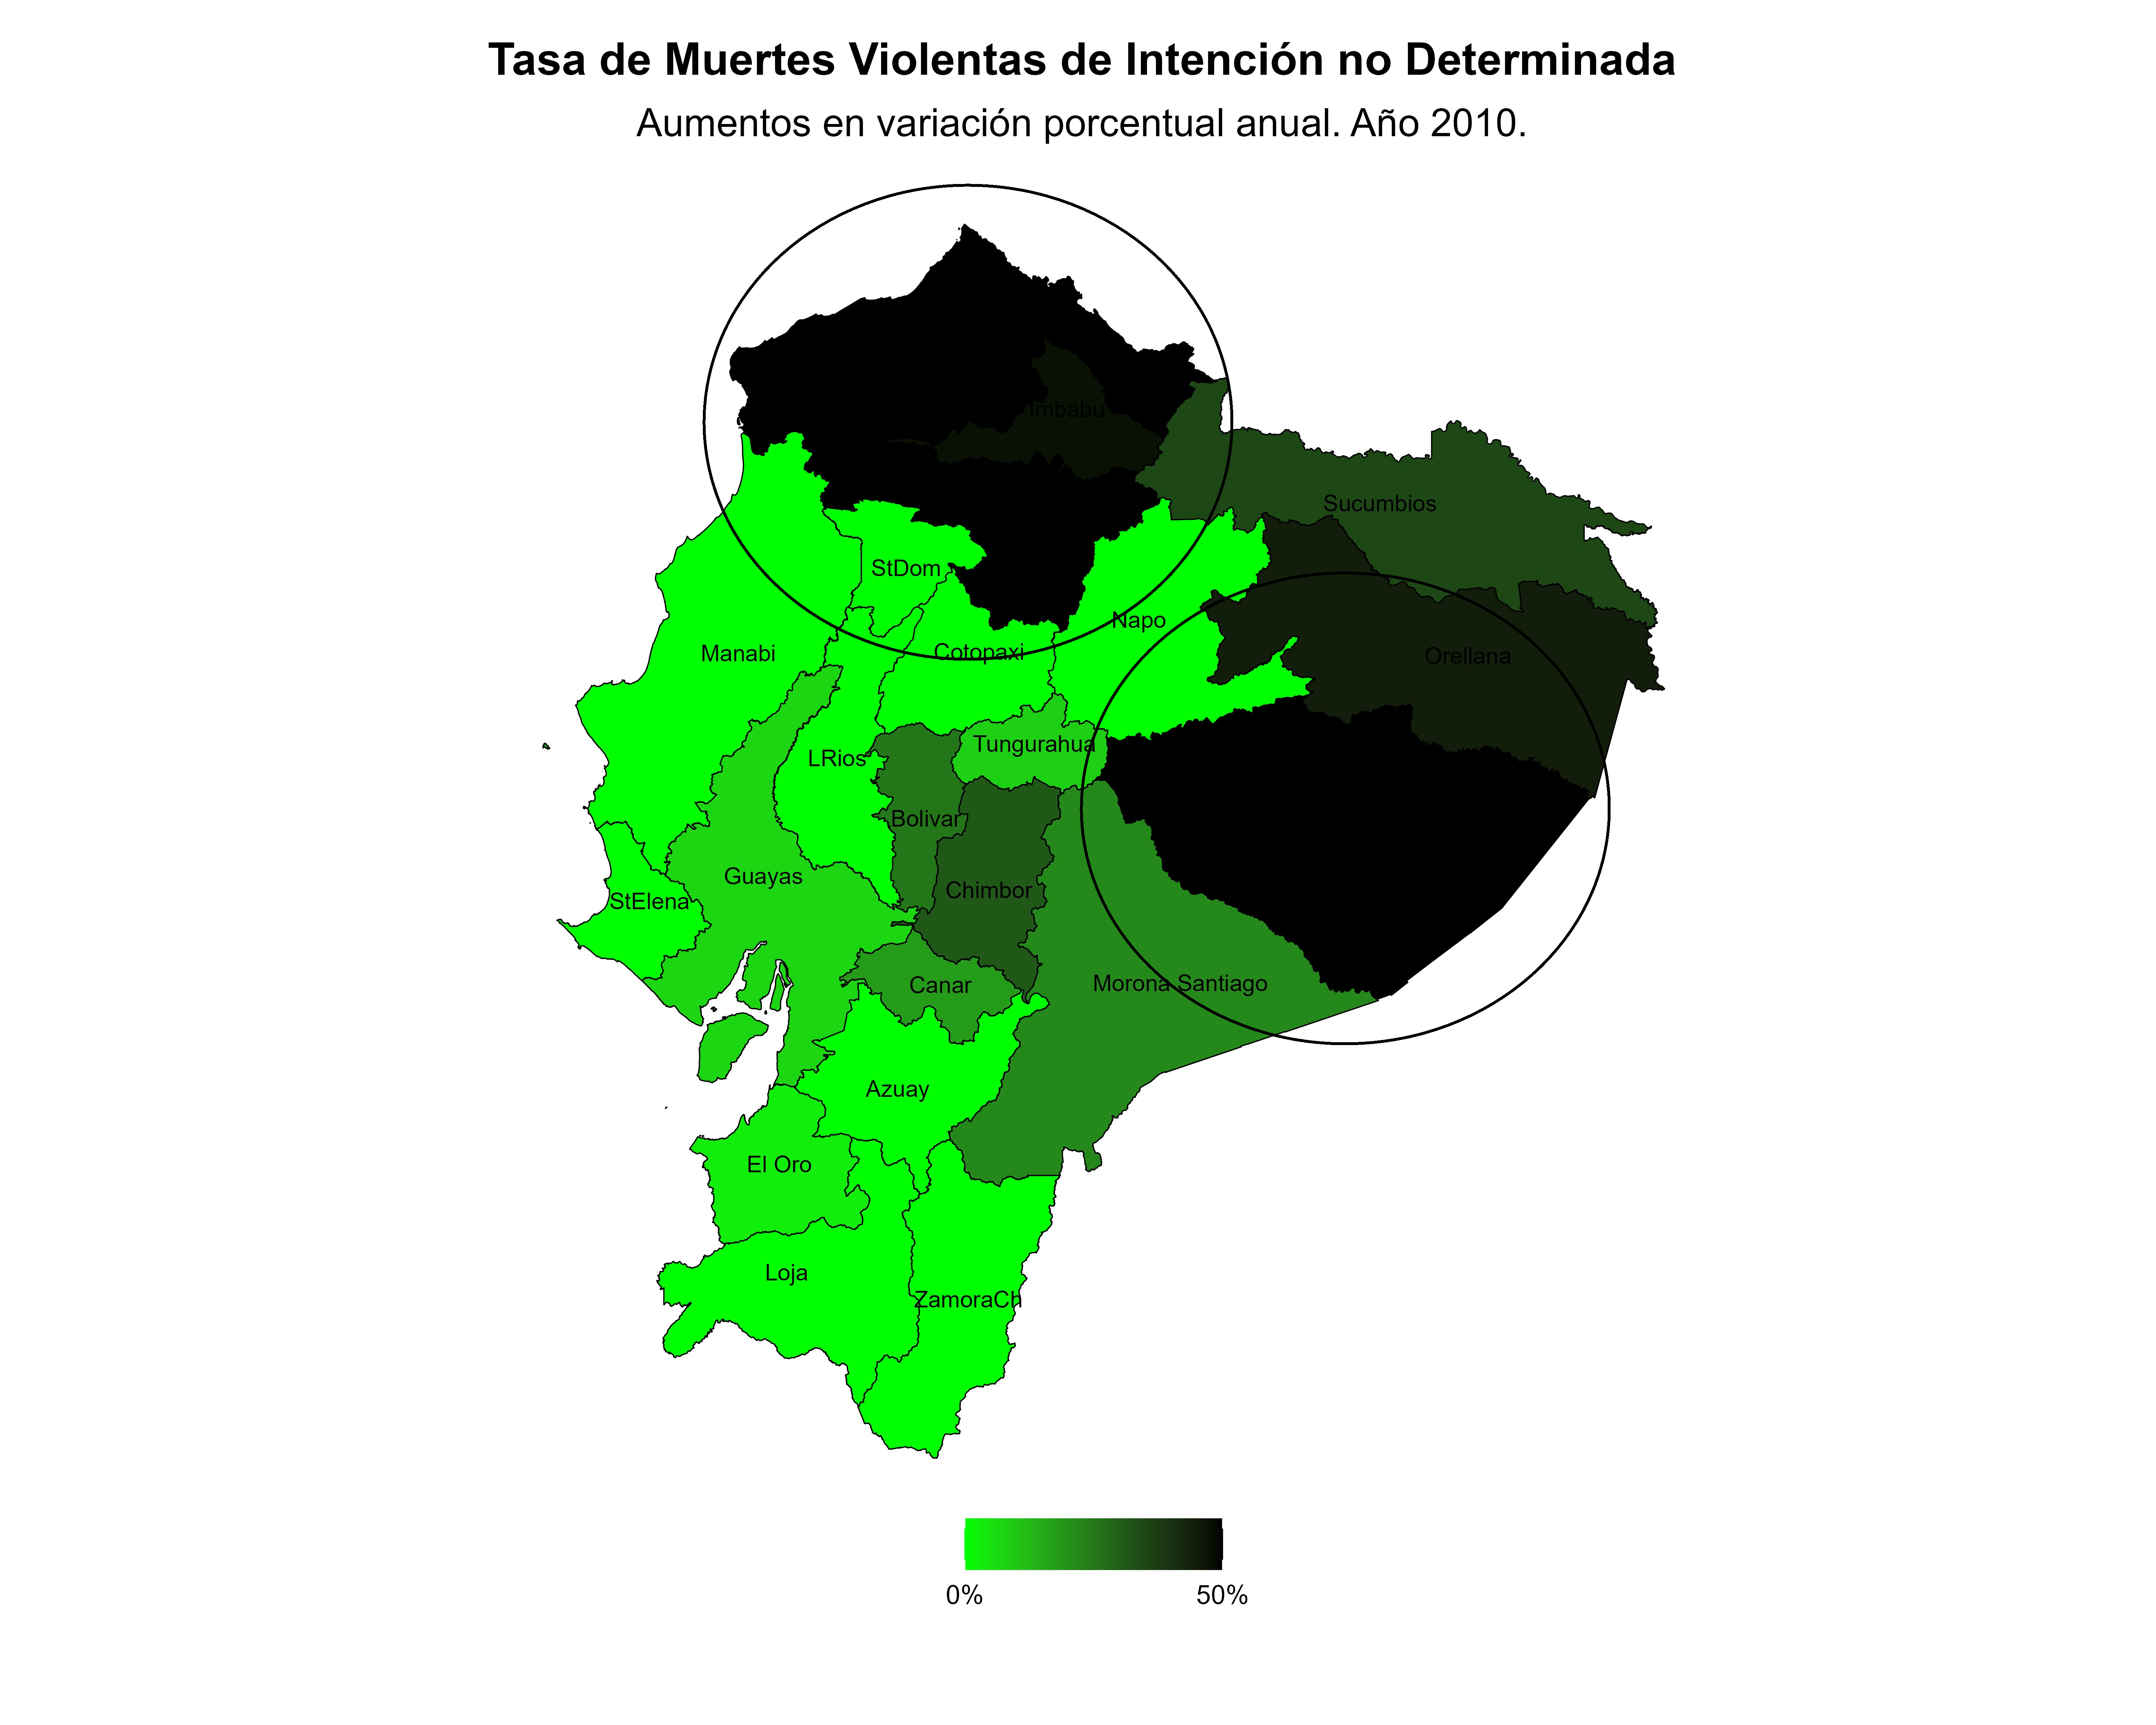 Tasa de Muertes Violentas de Intención no Determinada
Aumentos en variación porcentual anual. Año 2010.
Imbabu
Sucumbios
StDom
Napo
Manabi
Cotopaxi
Orellana
Tungurahua
LRios
Bolivar
Guayas
Chimbor
StElena
Canar
Morona Santiago
Azuay
El Oro
Loja
ZamoraCh
0%
50%